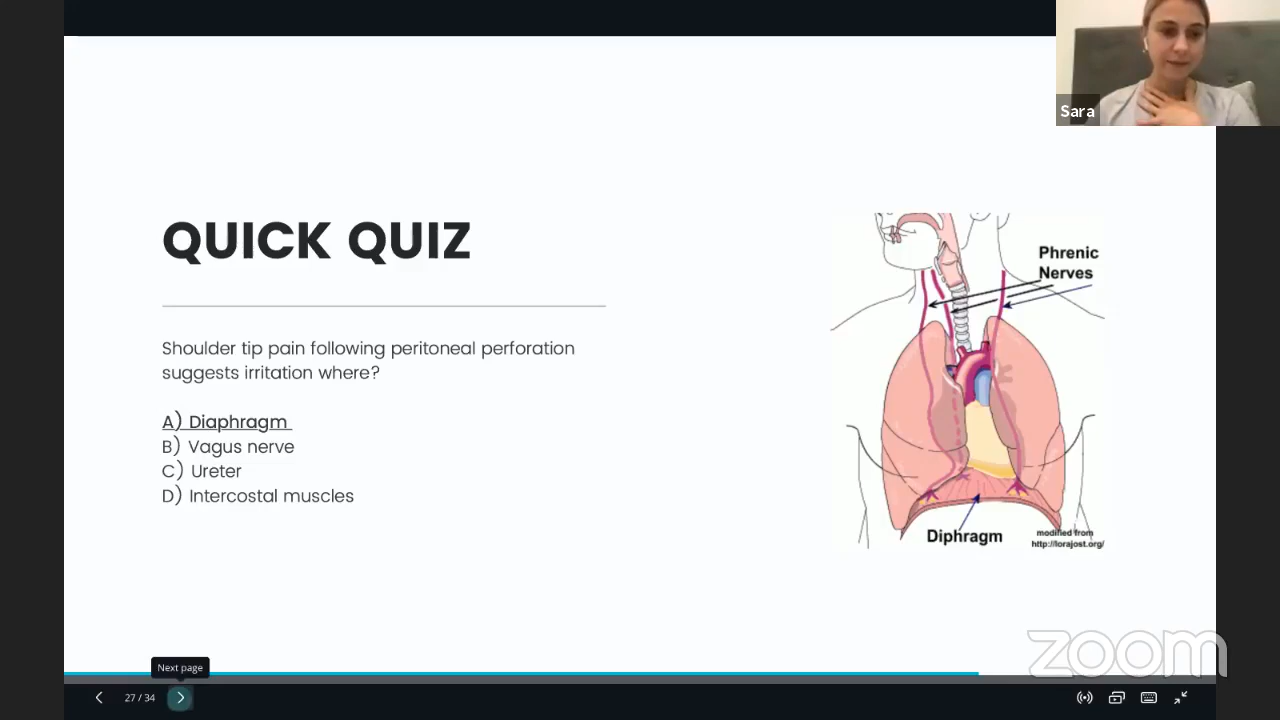 Sara
QUICK QUIZ
Shoulder tip pain following peritoneal perforation
suggests irritation where?
A) Diaphragm
B) Vagus nerve
C) Ureter
D) Intercostal muscles
Phrenic
Nerves
Diphragm
modified from
http://lorajost.org/
zoom
Next page
27 / 34